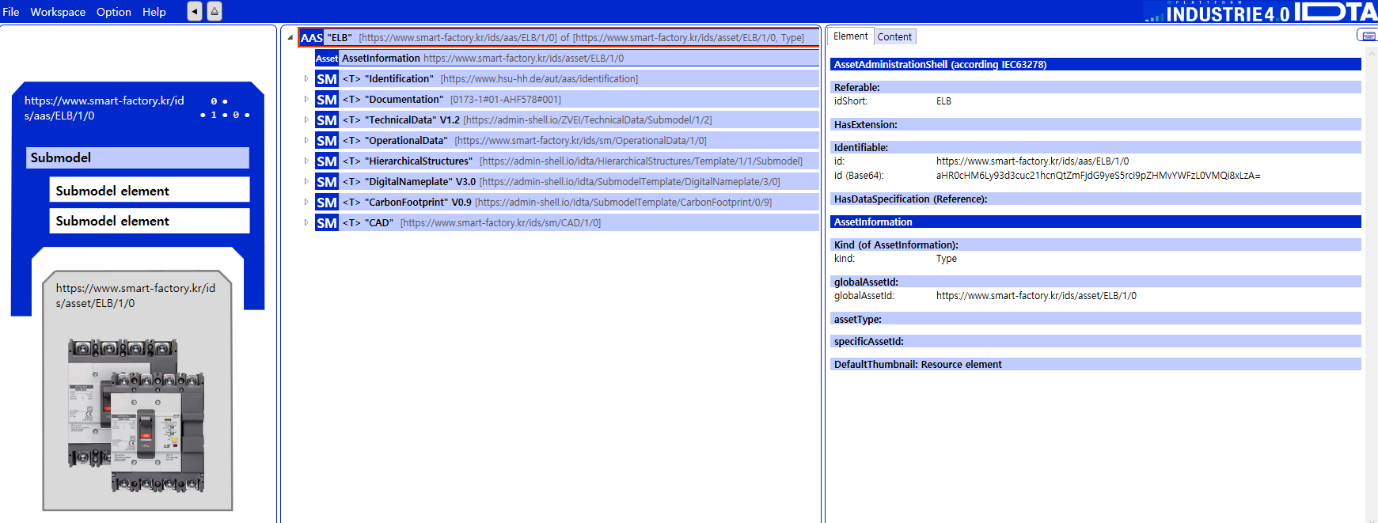 File Workspace Option Help
PLATTFORM
INDUSTRIE4.0 IDTA
https://www.smart-factory.kr/id
s/aas/ELB/1/0
0
1 0
Submodel
Submodel element
Submodel element
https://www.smart-factory.kr/id
s/asset/ELB/1/0
AAS "ELB" [https://www.smart-factory.kr/ids/aas/ELB/1/0] of [https://www.smart-factory.kr/ids/asset/ELB/1/0, Type]
Asset AssetInformation https://www.smart-factory.kr/ids/asset/ELB/1/0
SM <T> "Identification" [https://www.hsu-hh.de/aut/aas/identification]
SM <T> "Documentation" [0173-1#01-AHF578#001]
SM <T> "TechnicalData" V1.2 [https://admin-shell.io/ZVEI/TechnicalData/Submodel/1/2]
SM <T> "OperationalData" [https://www.smart-factory.kr/ids/sm/OperationalData/1/0]
SM <T> "HierarchicalStructures" [https://admin-shell.io/idta/HierarchicalStructures/Template/1/1/Submodel]
SM <T> "DigitalNameplate" V3.0 [https://admin-shell.io/idta/SubmodelTemplate/DigitalNameplate/3/0]
SM <T> "CarbonFootprint" V0.9 [https://admin-shell.io/idta/SubmodelTemplate/CarbonFootprint/0/9]
SM <T> "CAD" [https://www.smart-factory.kr/ids/sm/CAD/1/0]
Element Content
AssetAdministrationShell (according IEC63278)
Referable:
idShort: ELB
HasExtension:
Identifiable:
id: https://www.smart-factory.kr/ids/aas/ELB/1/0
id (Base64): aHR0cHM6Ly93d3cuc21hcnQtZmFjdG9yeS5rci9pZHMvYWFzL0VMQi8xLzA=
HasDataSpecification (Reference):
AssetInformation
Kind (of AssetInformation):
kind: Type
globalAssetId:
globalAssetId: https://www.smart-factory.kr/ids/asset/ELB/1/0
assetType:
specificAssetId:
DefaultThumbnail: Resource element